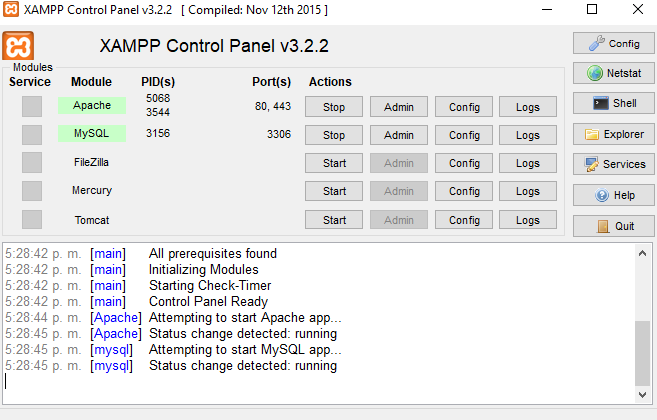 XAMPP Control Panel v3.2.2 [ Compiled: Nov 12th 2015 ]
XAMPP Control Panel v3.2.2
Config
Modules
Service Module PID(s) Port(s) Actions
Netstat
Apache 5068 3544 80, 443 Stop Admin Config Logs
Shell
MySQL 3156 3306 Stop Admin Config Logs
Explorer
FileZilla Start Admin Config Logs
Services
Mercury Start Admin Config Logs
Help
Tomcat Start Admin Config Logs
Quit
5:28:42 p. m. [main] All prerequisites found
5:28:42 p. m. [main] Initializing Modules
5:28:42 p. m. [main] Starting Check-Timer
5:28:42 p. m. [main] Control Panel Ready
5:28:44 p. m. [Apache] Attempting to start Apache app...
5:28:45 p. m. [Apache] Status change detected: running
5:28:45 p. m. [mysql] Attempting to start MySQL app...
5:28:45 p. m. [mysql] Status change detected: running